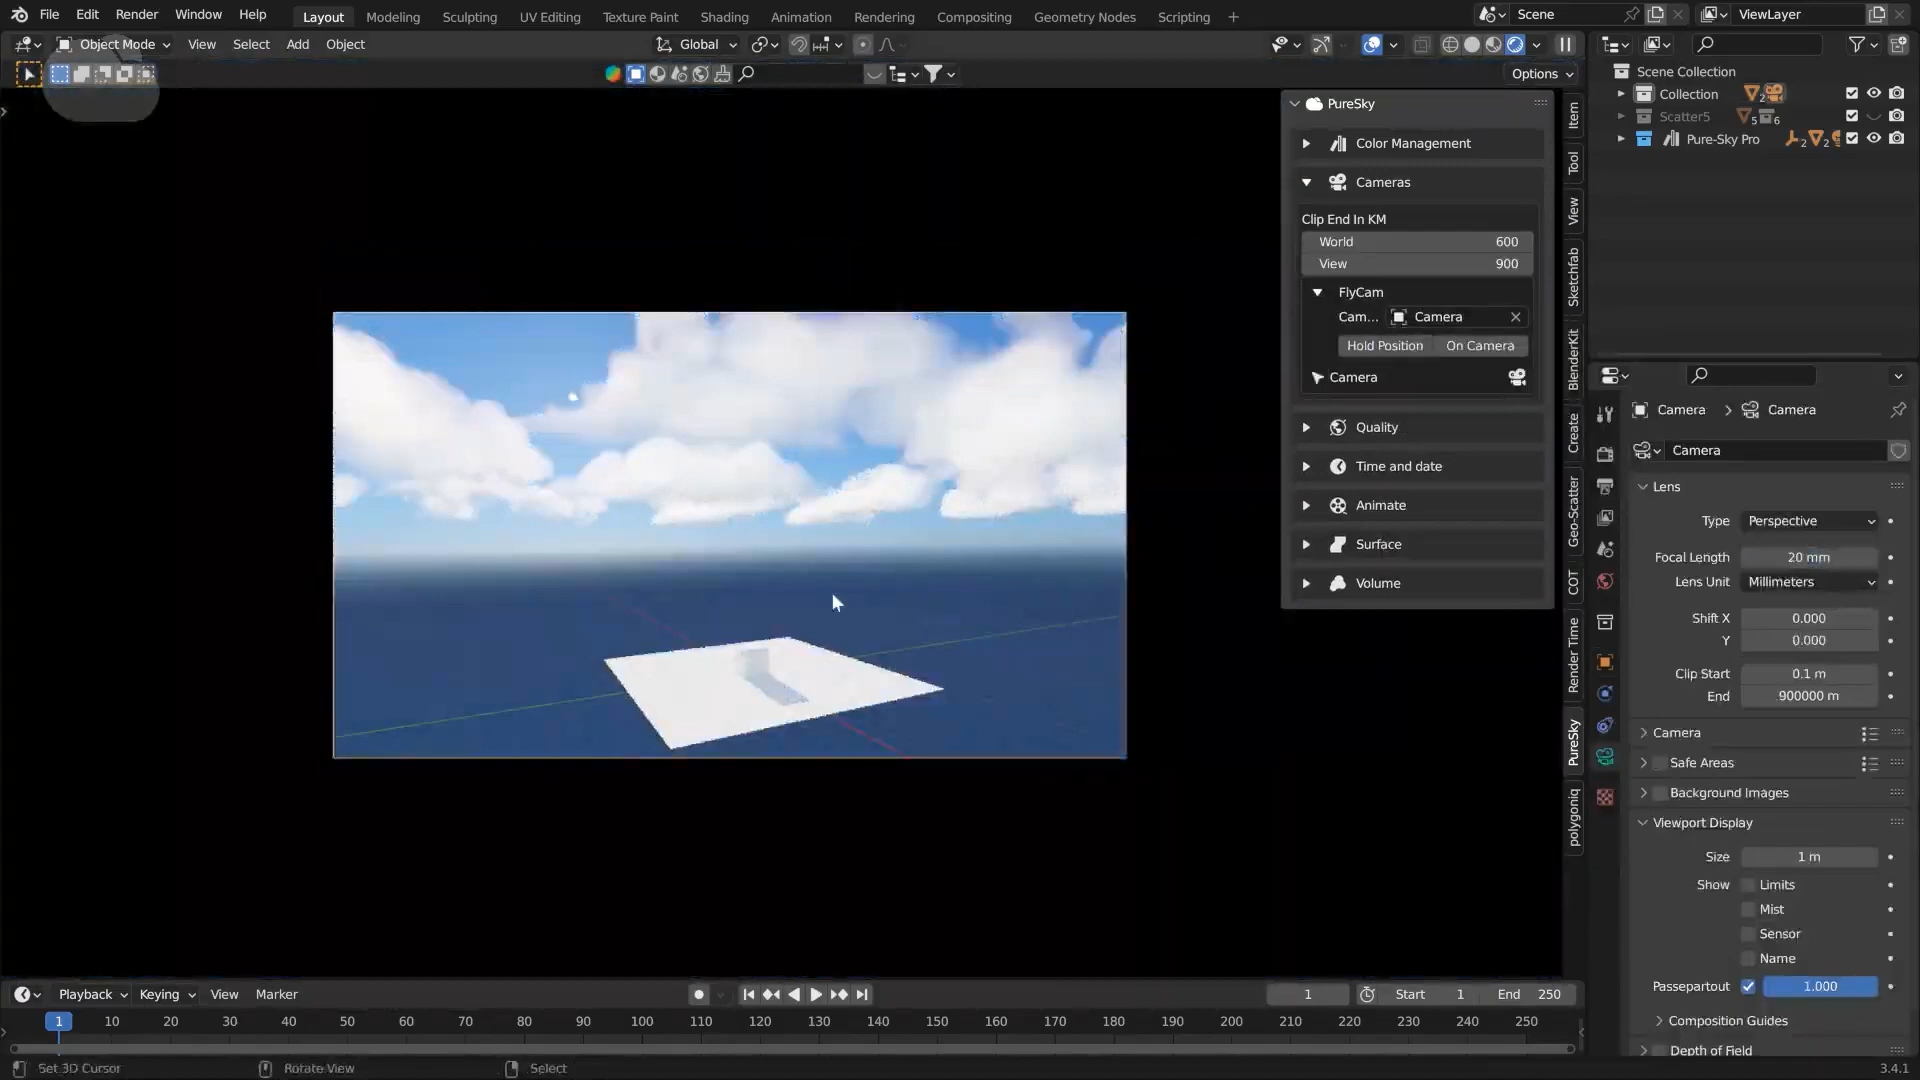 File Edit Render Window Help Layout Modeling Sculpting UV Editing Texture Paint Shading Animation Rendering Compositing Geometry Nodes Scripting + Scene ViewLayer
Object Mode View Select Add Object Global
Options
Scene Collection
Collection 2
Scatter5 5 6
Pure-Sky Pro 2 2
PureSky
Color Management
Cameras
Clip End In KM
World 600
View 900
FlyCam
Cam... Camera
Hold Position On Camera
Camera
Quality
Time and date
Animate
Surface
Volume
Item
Tool
View
Sketchfab
BlenderKit
Create
Geo-Scatter
COT
Render Time
PureSky
polygoniq
Camera > Camera
Camera
Lens
Type Perspective
Focal Length 20 mm
Lens Unit Millimeters
Shift X 0.000
Y 0.000
Clip Start 0.1 m
End 900000 m
Camera
Safe Areas
Background Images
Viewport Display
Size 1 m
Show Limits
Mist
Sensor
Name
Passepartout 1.000
Composition Guides
Depth of Field
Playback Keying View Marker 1 Start 1 End 250
1 10 20 30 40 50 60 70 80 90 100 110 120 130 140 150 160 170 180 190 200 210 220 230 240 250
Set 3D Cursor Rotate View Select 3.4.1